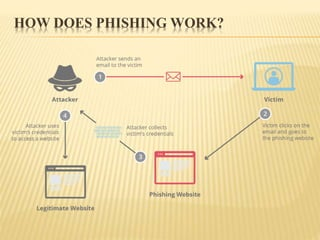 HOW DOES PHISHING WORK?
Attacker sends an
email to the victim
1
Attacker
Victim
4
2
Attacker uses
victim's credentials
to access a website
Attacker collects
victim's credentials
Victim clicks on the
email and goes to
the phishing website
3
Phishing Website
Legitimate Website